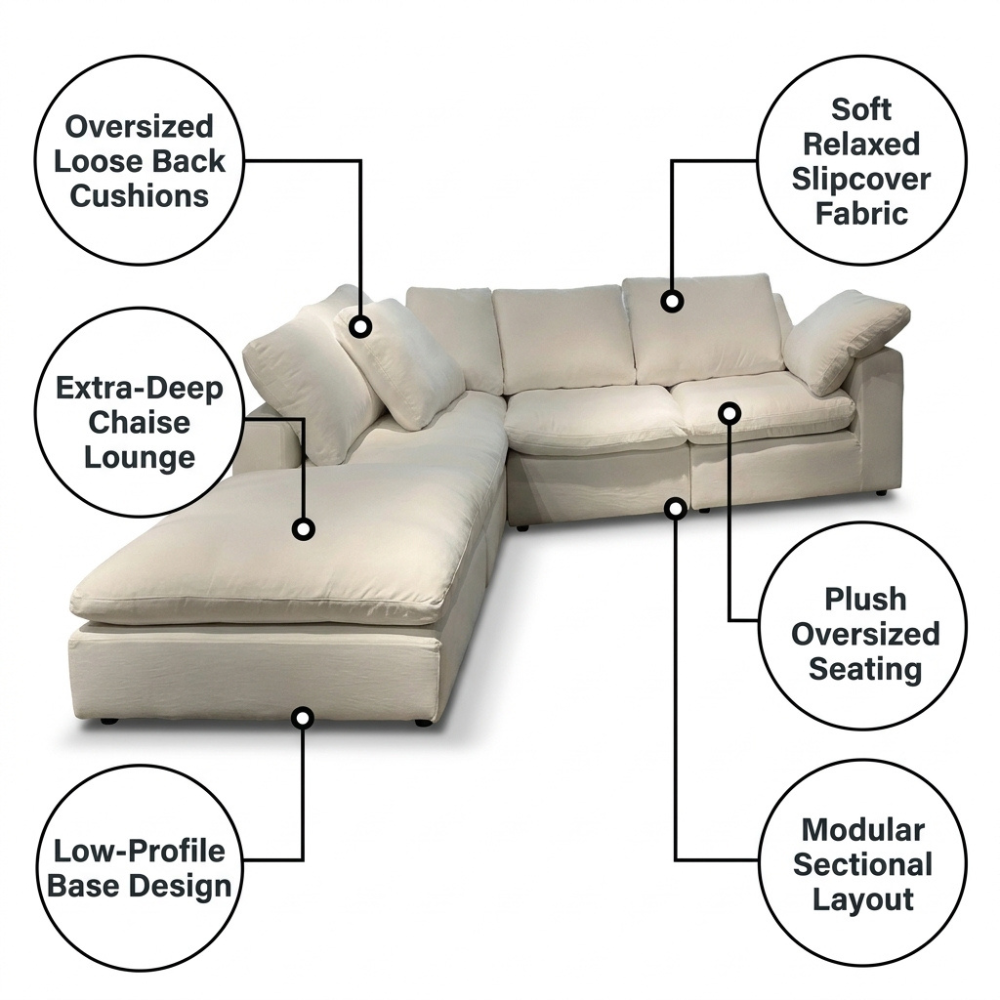 Oversized
Loose Back
Cushions
Soft
Relaxed
Slipcover
Fabric
Extra-Deep
Chaise
Lounge
Plush
Oversized
Seating
Low-Profile
Base Design
Modular
Sectional
Layout